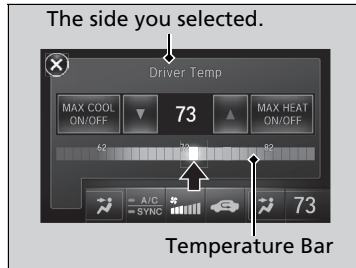 The side you selected.
Driver Temp
MAX COOL
ON/OFF
▼
73
▲
MAX HEAT
ON/OFF
62
72
82
A/C
SYNC
73
Temperature Bar